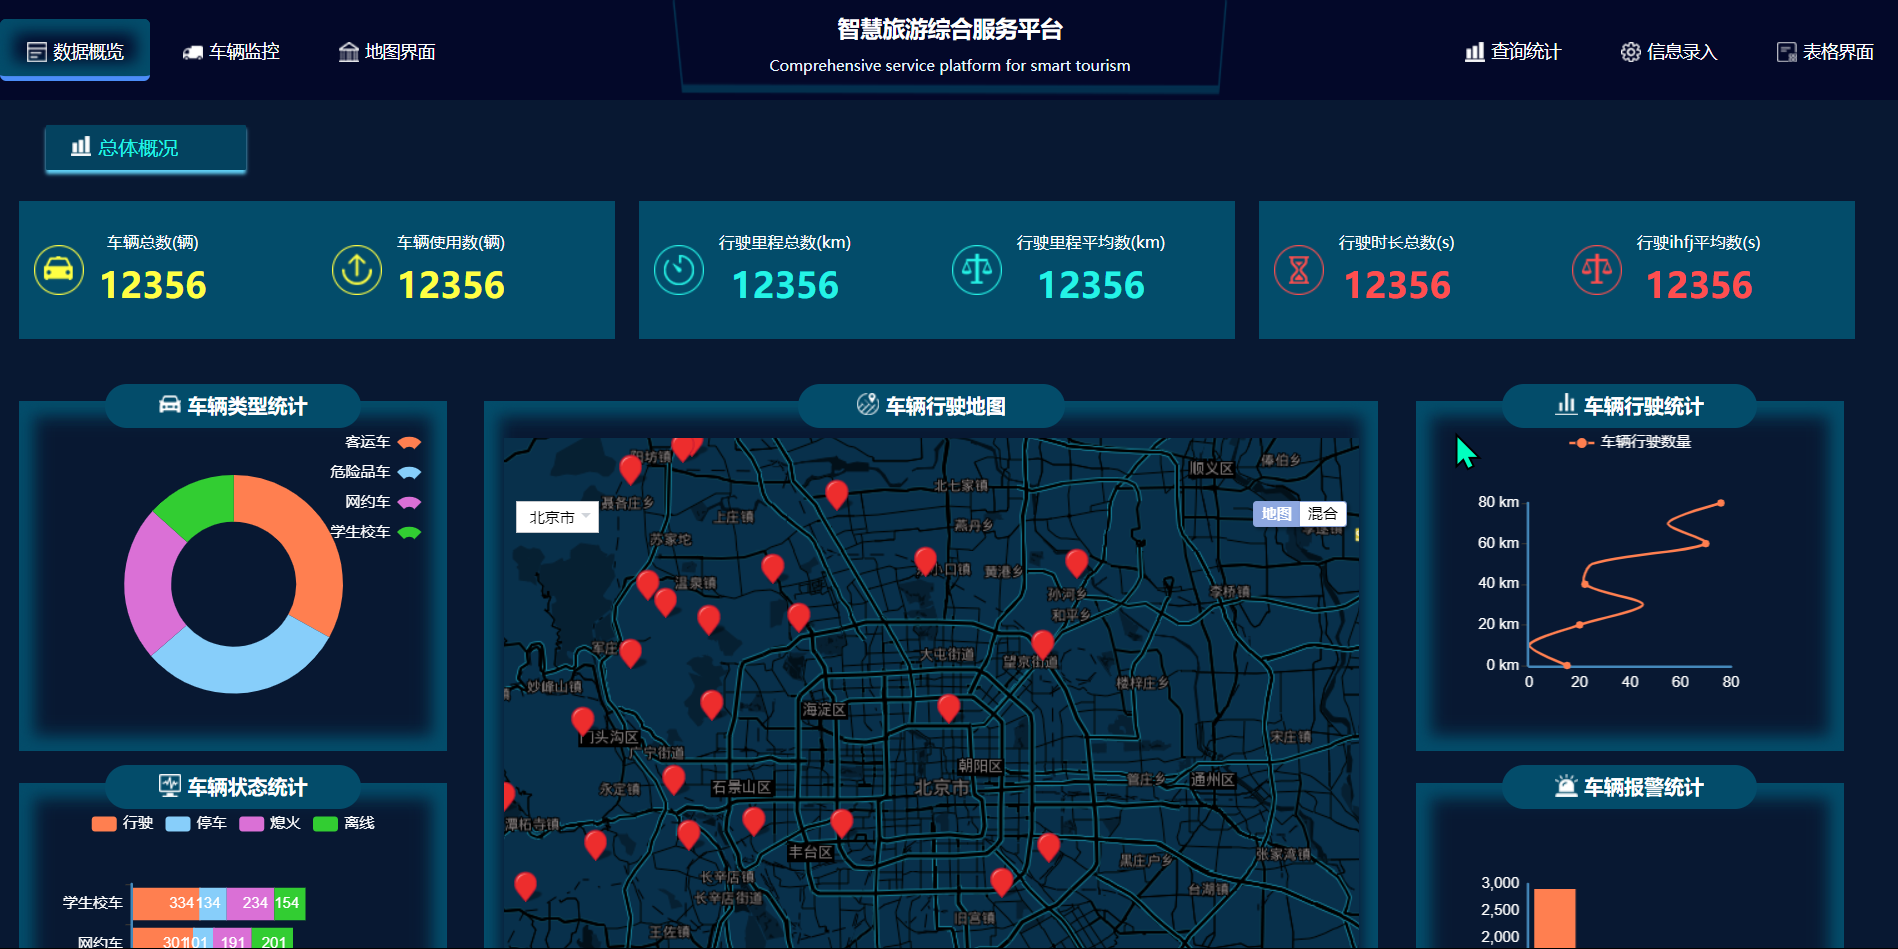 数据概览
车辆监控
地图界面
智慧旅游综合服务平台
Comprehensive service platform for smart tourism
查询统计
信息录入
表格界面
总体概况
车辆总数(辆)
12356
车辆使用数(辆)
12356
行驶里程总数(km)
12356
行驶里程平均数(km)
12356
行驶时长总数(s)
12356
行驶ihfj平均数(s)
12356
车辆类型统计
客运车
危险品车
网约车
学生校车
车辆状态统计
行驶 停车 熄火 离线
学生校车 334 134 234 154
网约车 301 101 191 201
车辆行驶地图
北京市
地图 混合
阳坊镇
聂各庄乡
上庄镇
苏家坨
温泉镇
北七家镇
燕丹乡
顺义区
小口镇
黄港乡
孙河乡
和平乡
李桥镇
军庄
妙峰山镇
大屯街道
望京街道
楼梓庄乡
海淀区
门头沟区
广宁街道
永定镇
石景山区
朝阳区
北京市
管庄乡
通州区
宋庄镇
潭柘寺镇
丰台区
长辛店镇
长辛店街道
王佐镇
旧宫镇
黑庄户乡
台湖镇
张家湾镇
车辆行驶统计
车辆行驶数量
80 km
60 km
40 km
20 km
0 km
0 20 40 60 80
车辆报警统计
3,000
2,500
2,000